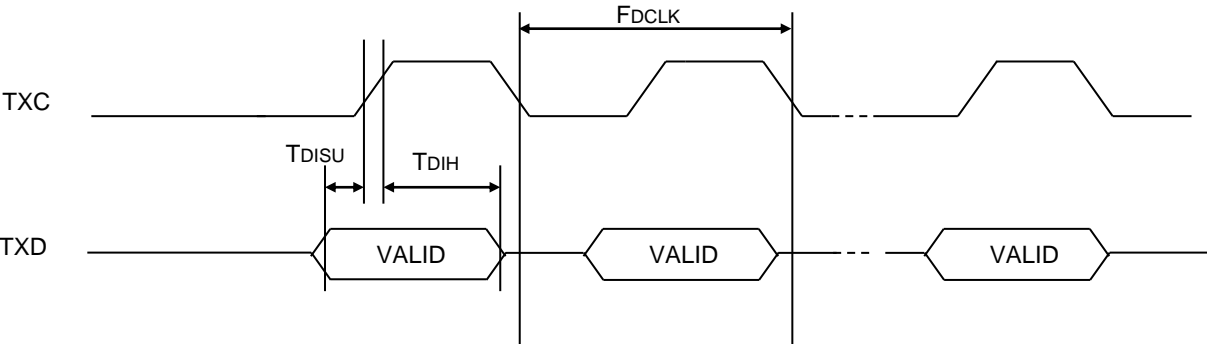 FDCLK
TXC
TDISU TDIH
TXD VALID VALID VALID